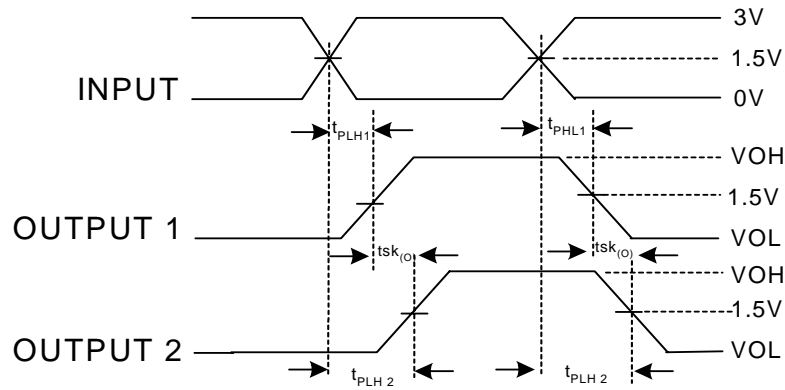 3V
1.5V
INPUT
0V
tPLH1
tPHL1
VOH
1.5V
OUTPUT 1
tsk(O)
tsk(O)
VOL
VOH
1.5V
OUTPUT 2
VOL
tPLH 2
tPLH 2